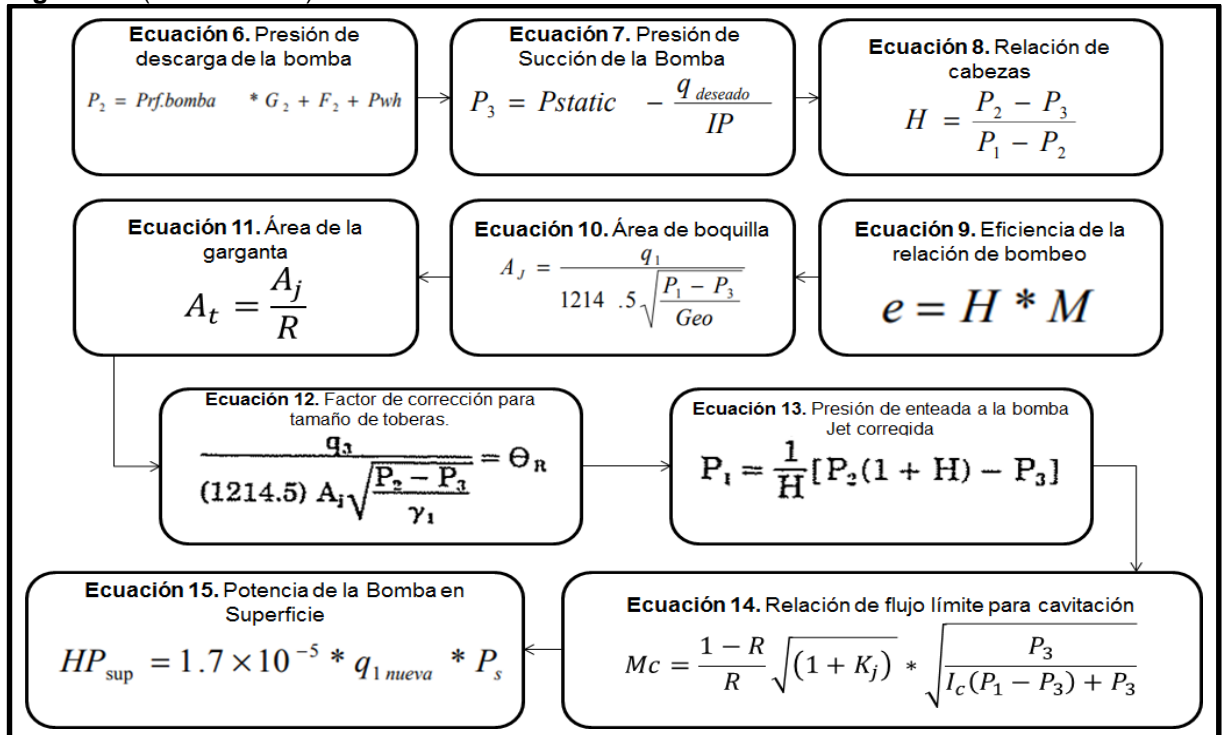 Ecuación 6. Presión de
descarga de la bomba
P₂ = Prf.bomba * G₂ + F₂ + Pwh
Ecuación 7. Presión de
Succión de la Bomba
P₃ = Pstatic - q deseado / IP
Ecuación 8. Relación de
cabezas
H = (P₂ - P₃) / (P₁ - P₂)
Ecuación 11. Área de la
garganta
A_t = A_j / R
Ecuación 10. Área de boquilla
A_J = q₁ / (1214 .5 √((P₁ - P₃) / Geo))
Ecuación 9. Eficiencia de la
relación de bombeo
e = H * M
Ecuación 12. Factor de corrección para
tamaño de toberas.
q₃ / ((1214.5) A_j √((P₂ - P₃) / γ₁)) = Θ_R
Ecuación 13. Presión de enteada a la bomba
Jet corregida
P₁ = 1/H [P₂(1 + H) - P₃]
Ecuación 15. Potencia de la Bomba en
Superficie
HP_sup = 1.7 × 10⁻⁵ * q₁ nueva * P_s
Ecuación 14. Relación de flujo límite para cavitación
Mc = (1 - R) / R √((1 + K_j)) * √(P₃ / (I_c(P₁ - P₃) + P₃))